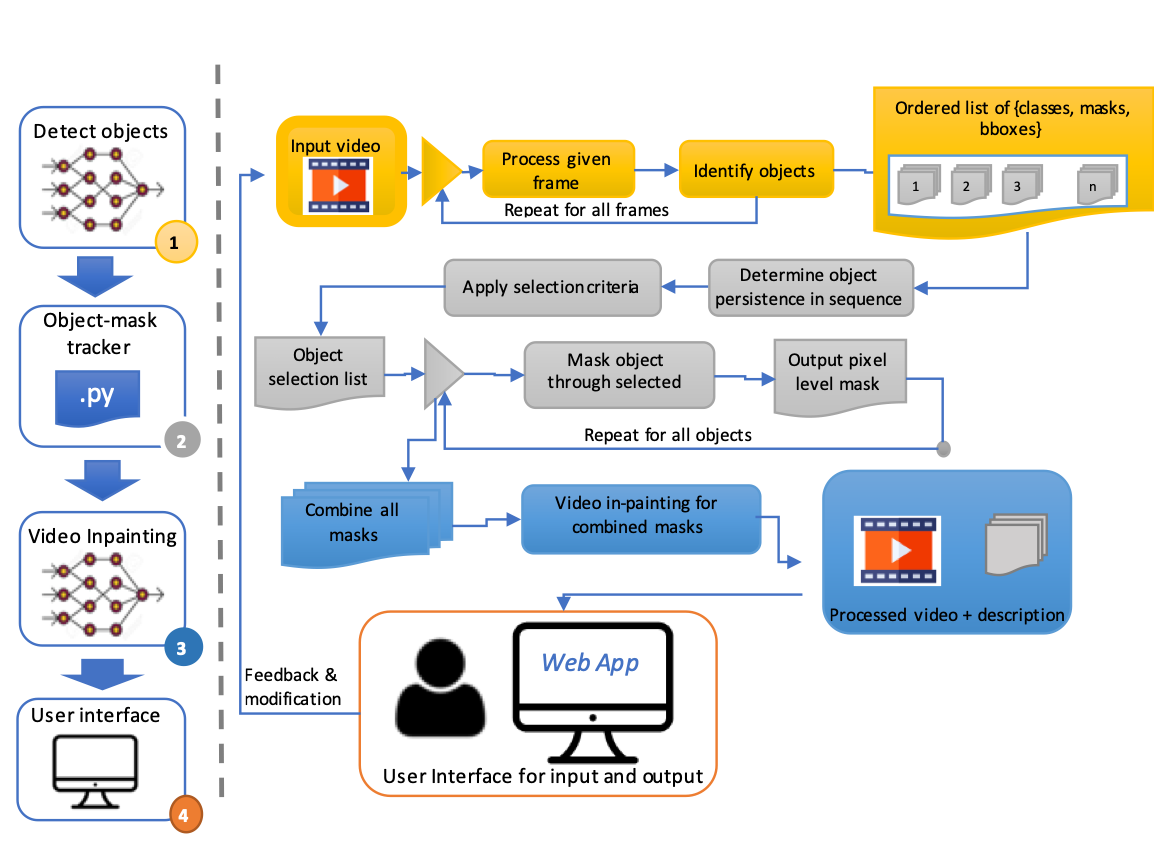 Detect objects
1
Object-mask
tracker
.py
2
Video Inpainting
3
User interface
4
Input video
Process given
frame
Identify objects
Repeat for all frames
Ordered list of {classes, masks,
bboxes}
1
2
3
n
Determine object
persistence in sequence
Apply selection criteria
Object
selection list
Mask object
through selected
Output pixel
level mask
Repeat for all objects
Combine all
masks
Video in-painting for
combined masks
Processed video + description
Feedback &
modification
Web App
User Interface for input and output